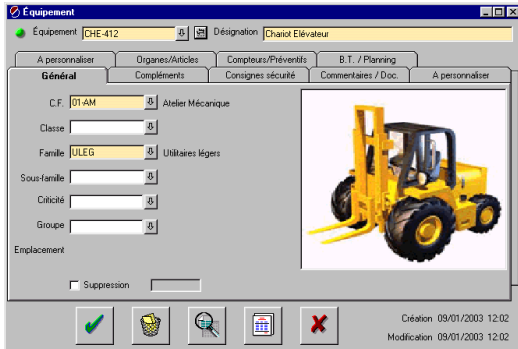 Équipement
Équipement CHE-412 Désignation Chariot Elévateur
A personnaliser Organes/Articles Compteurs/Préventifs B.T. / Planning
Général Compléments Consignes sécurité Commentaires / Doc. A personnaliser
C.F. 01-AM Atelier Mécanique
Classe
Famille ULEG Utilitaires légers
Sous-famille
Criticité
Groupe
Emplacement
Suppression
Création 09/01/2003 12:02
Modification 09/01/2003 12:02